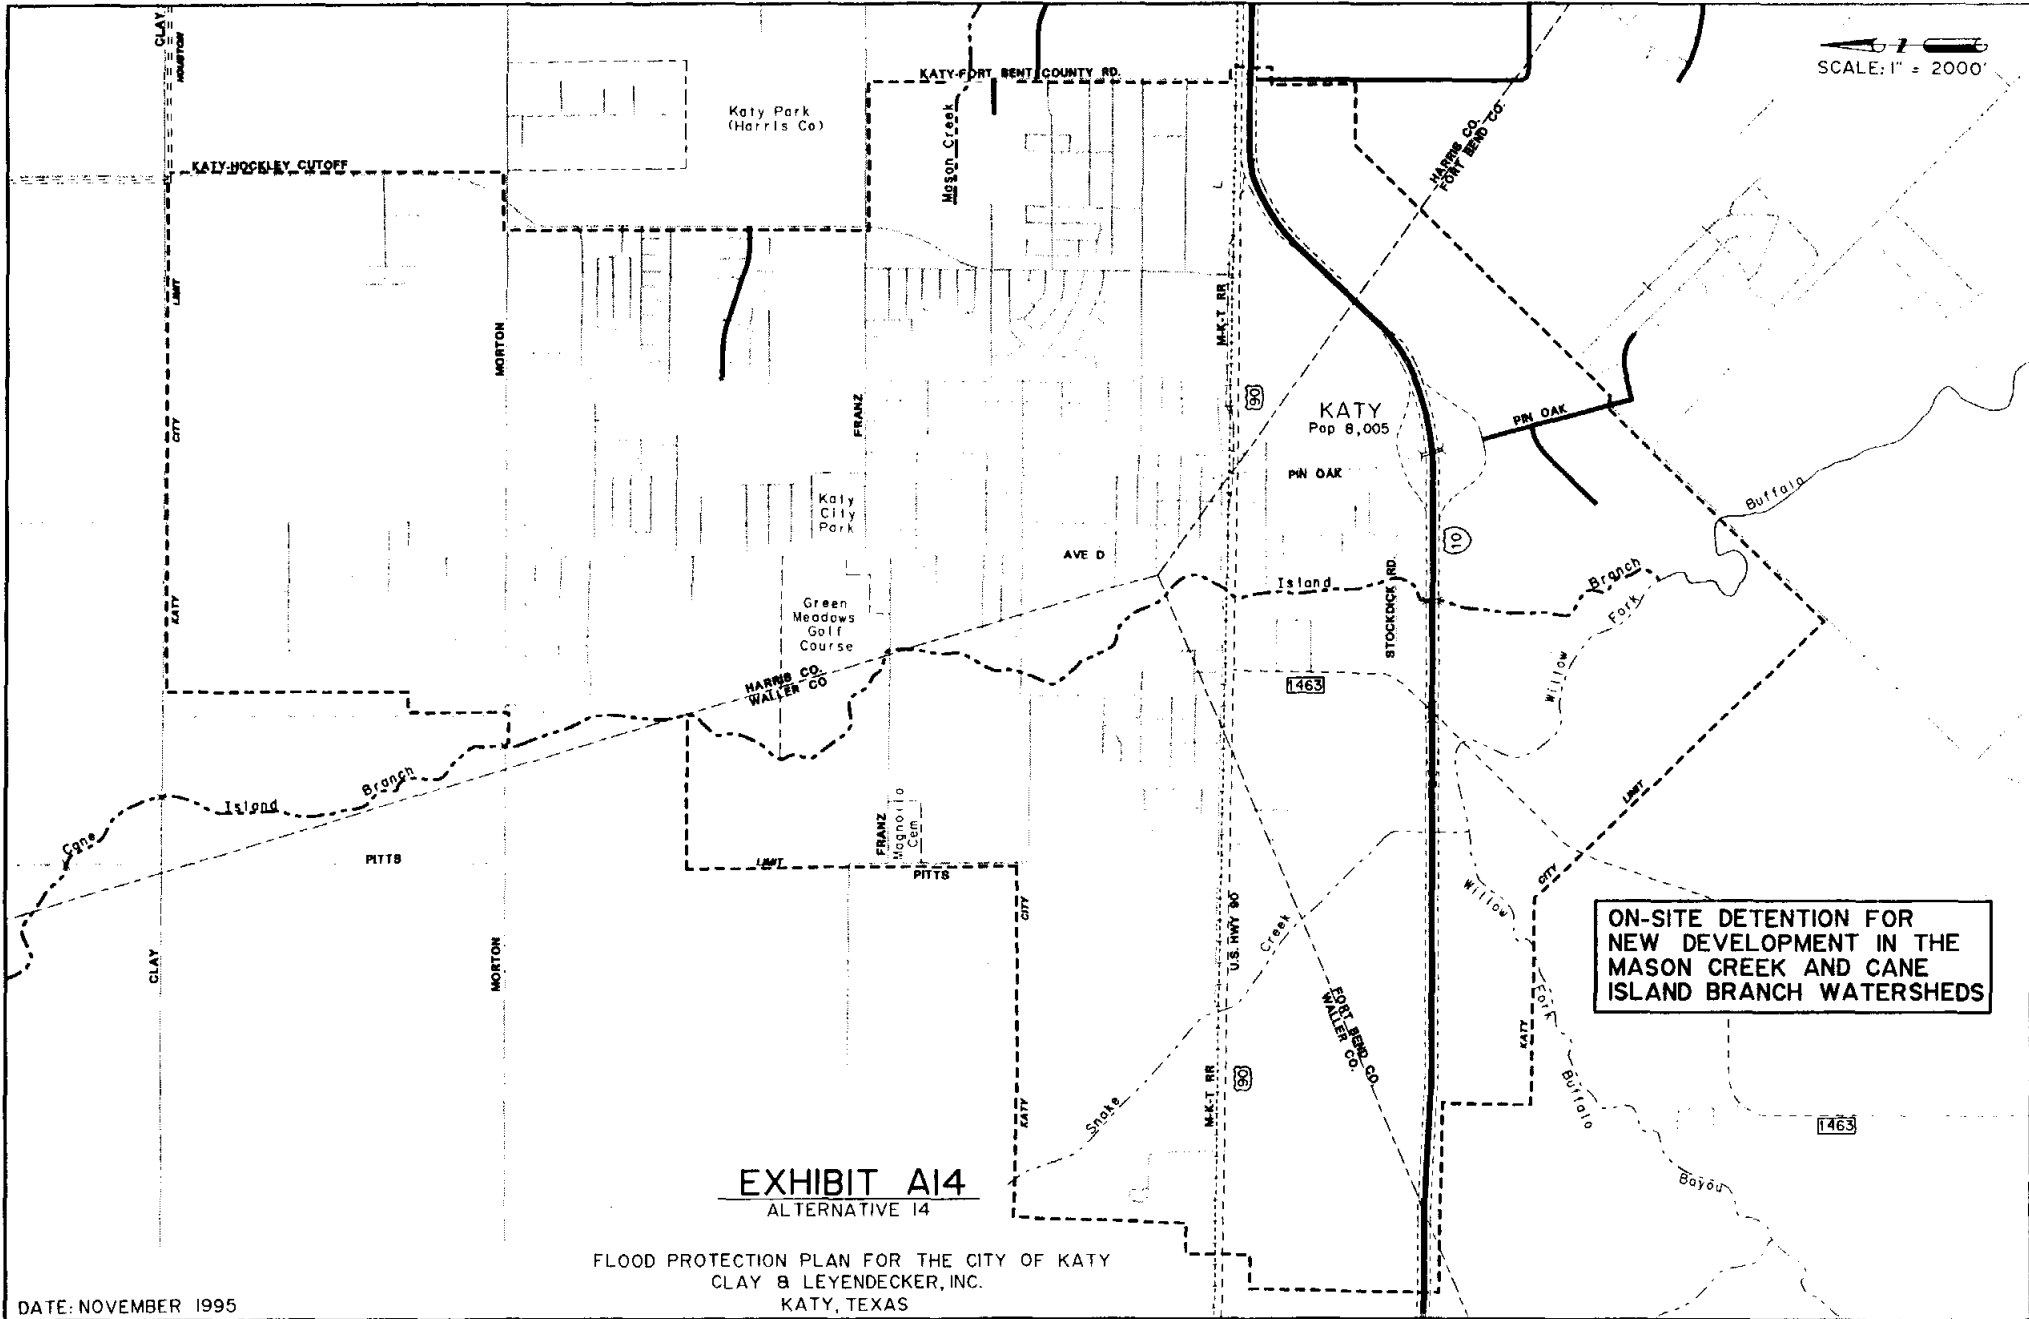 CLAY
HOUSTON
KATY-FORT BENT COUNTY RD.
SCALE: 1" = 2000'
Katy Park
(Harris Co)
Mason Creek
KATY-HOCKLEY CUTOFF
HARRIS CO.
FORT BEND CO.
LIMIT
CITY
KATY
MORTON
FRANZ
M-K-T RR
90
KATY
Pop 8,005
PIN OAK
PIN OAK
Katy
City
Park
AVE D
10
Buffalo
Green
Meadows
Golf
Course
Island
Branch
STOCKDICK RD.
Fork
Willow
HARRIS CO.
WALLER CO
1463
Cane
Island
Branch
PITTS
FRANZ
Magnolia
Cem
LIMIT
PITTS
LIMIT
CITY
CITY
KATY
CLAY
MORTON
U.S. HWY 90
Creek
Snake
M-K-T RR
90
FORT BEND CO.
WALLER CO.
Willow
Fork
Buffalo
Bayou
KATY
1463
ON-SITE DETENTION FOR
NEW DEVELOPMENT IN THE
MASON CREEK AND CANE
ISLAND BRANCH WATERSHEDS
EXHIBIT A14
ALTERNATIVE 14
FLOOD PROTECTION PLAN FOR THE CITY OF KATY
CLAY & LEYENDECKER, INC.
KATY, TEXAS
DATE: NOVEMBER 1995